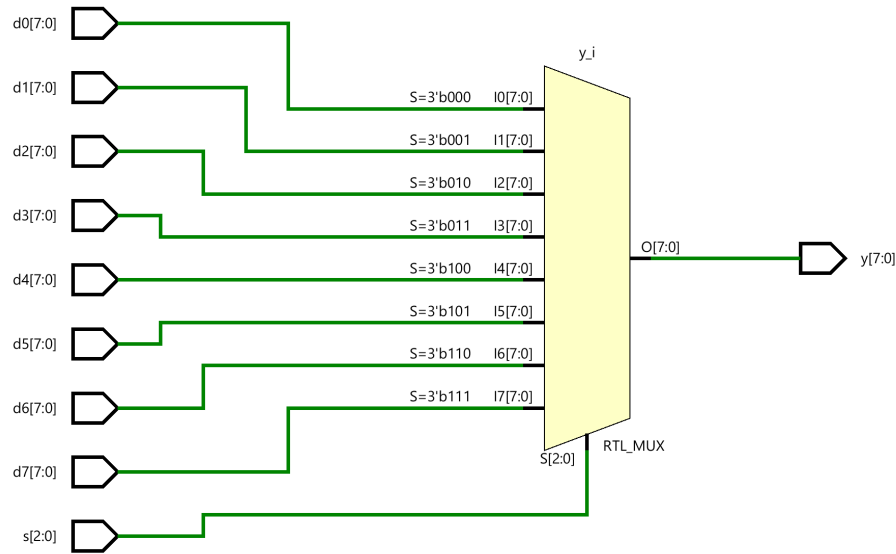 d0[7:0]
y_i
d1[7:0]
S=3'b000 I0[7:0]
S=3'b001 I1[7:0]
d2[7:0]
S=3'b010 I2[7:0]
d3[7:0]
S=3'b011 I3[7:0]
O[7:0]
y[7:0]
S=3'b100 I4[7:0]
d4[7:0]
S=3'b101 I5[7:0]
d5[7:0]
S=3'b110 I6[7:0]
S=3'b111 I7[7:0]
d6[7:0]
RTL_MUX
S[2:0]
d7[7:0]
s[2:0]